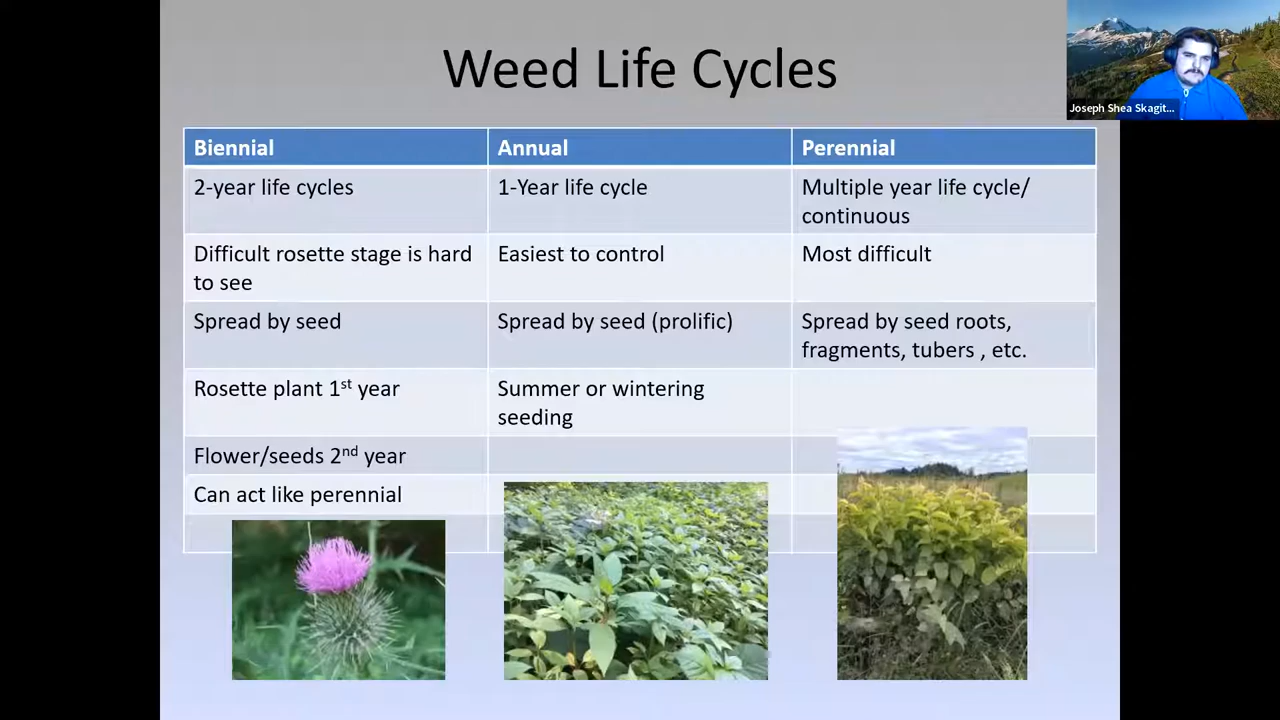 Weed Life Cycles
Joseph Shea Skagit...
Biennial
Annual
Perennial
2-year life cycles
1-Year life cycle
Multiple year life cycle/
continuous
Difficult rosette stage is hard
to see
Easiest to control
Most difficult
Spread by seed
Spread by seed (prolific)
Spread by seed roots,
fragments, tubers , etc.
Rosette plant 1st year
Summer or wintering
seeding
Flower/seeds 2nd year
Can act like perennial